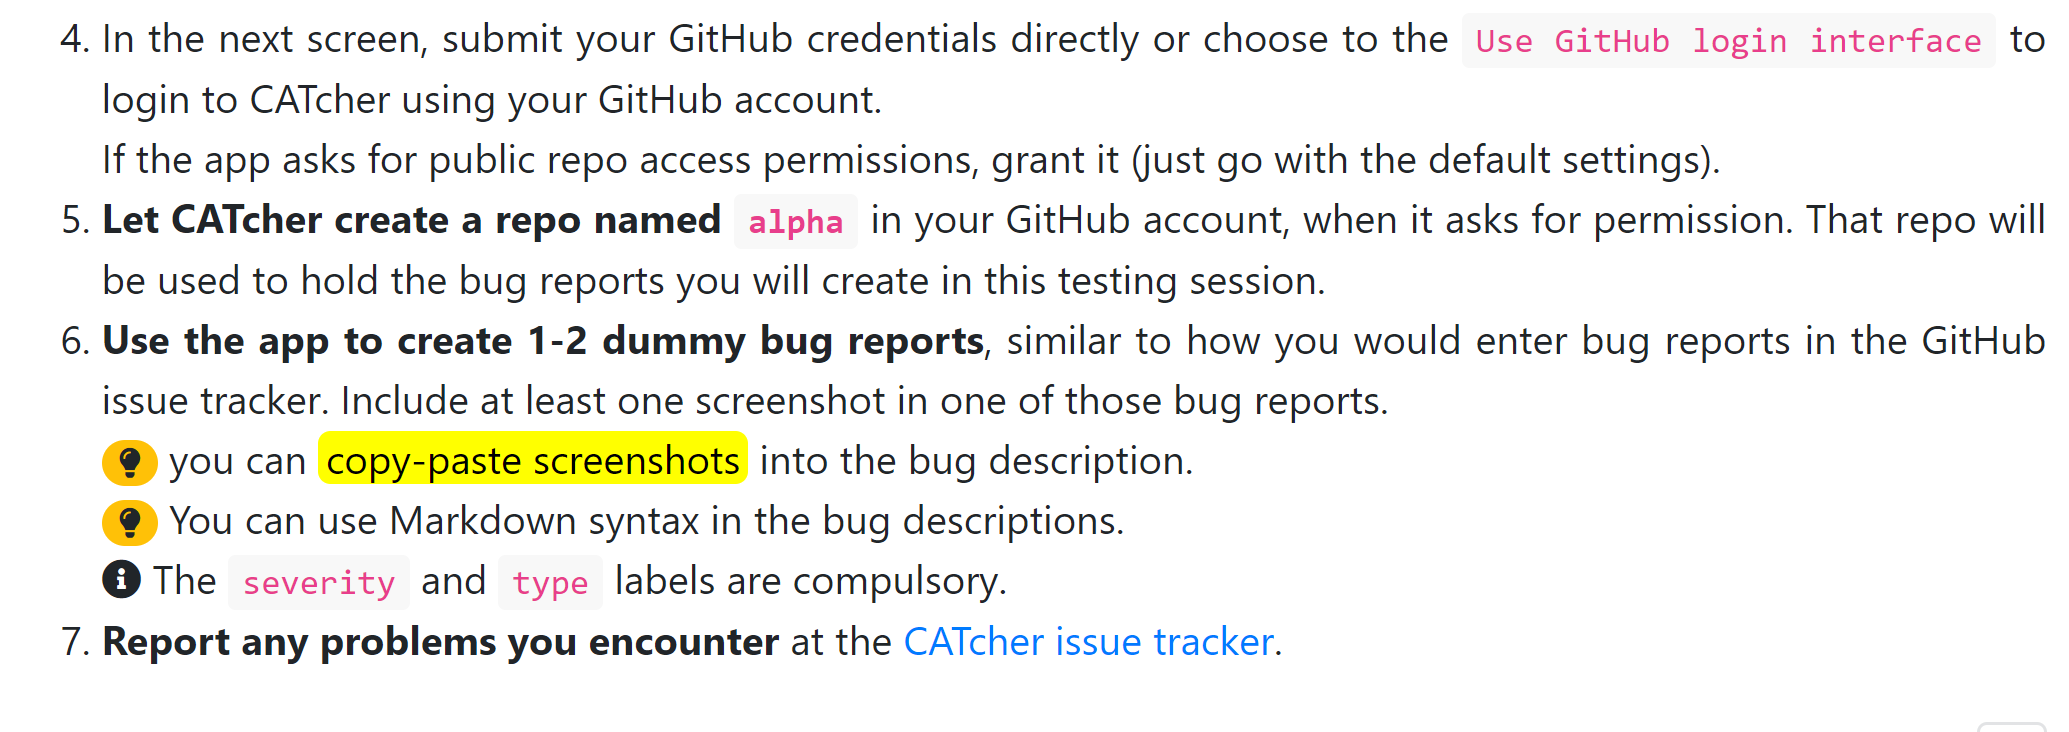 4. In the next screen, submit your GitHub credentials directly or choose to the Use GitHub login interface to
login to CATcher using your GitHub account.
If the app asks for public repo access permissions, grant it (just go with the default settings).
5. Let CATcher create a repo named alpha in your GitHub account, when it asks for permission. That repo will
be used to hold the bug reports you will create in this testing session.
6. Use the app to create 1-2 dummy bug reports, similar to how you would enter bug reports in the GitHub
issue tracker. Include at least one screenshot in one of those bug reports.
you can copy-paste screenshots into the bug description.
You can use Markdown syntax in the bug descriptions.
The severity and type labels are compulsory.
7. Report any problems you encounter at the CATcher issue tracker.